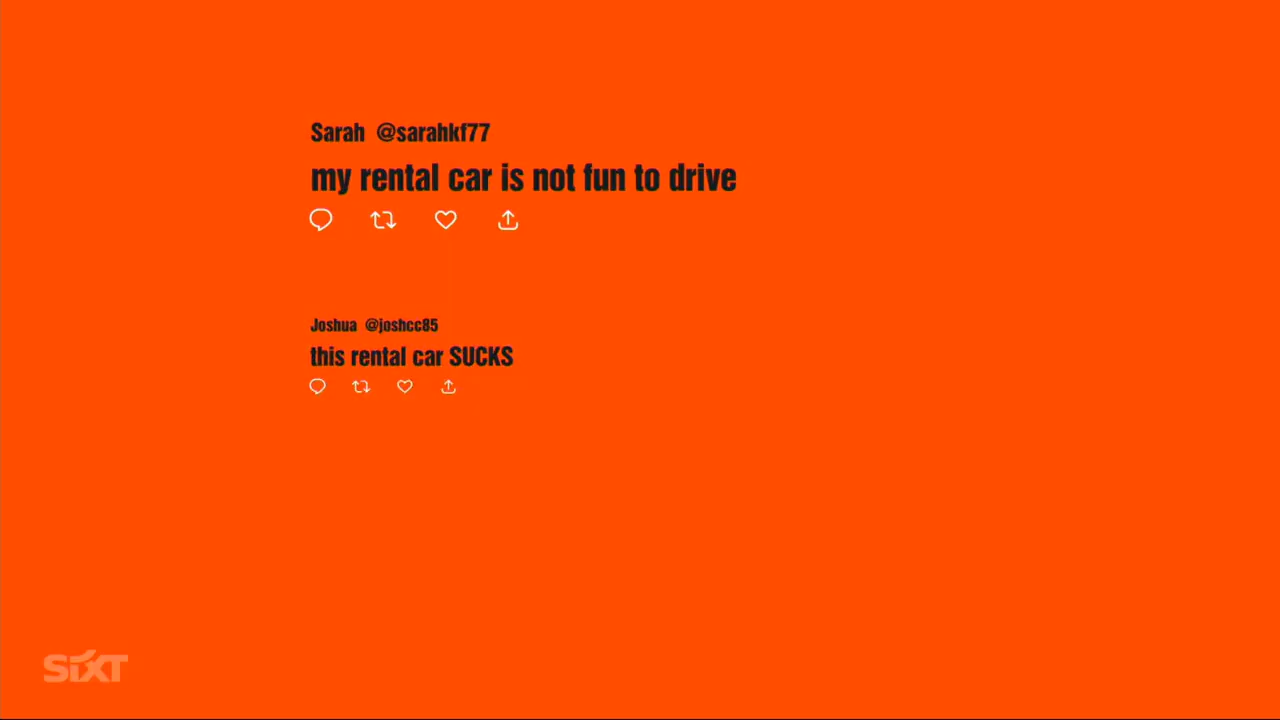 Sarah @sarahkf77
my rental car is not fun to drive
Joshua @joshcc85
this rental car SUCKS
SIXT